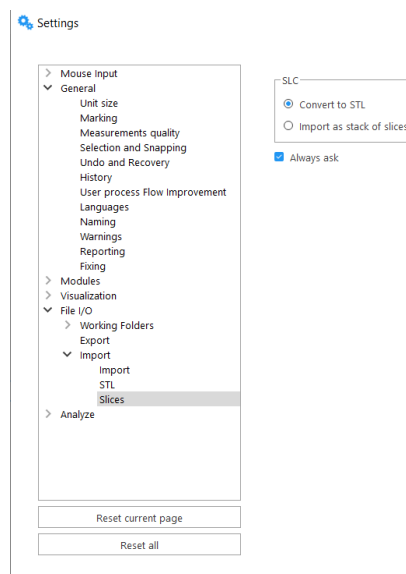 Settings
Mouse Input
General
Unit size
Marking
Measurements quality
Selection and Snapping
Undo and Recovery
History
User process Flow Improvement
Languages
Naming
Warnings
Reporting
Fixing
Modules
Visualization
File I/O
Working Folders
Export
Import
Import
STL
Slices
Analyze
Reset current page
Reset all
SLC
Convert to STL
Import as stack of slices
Always ask